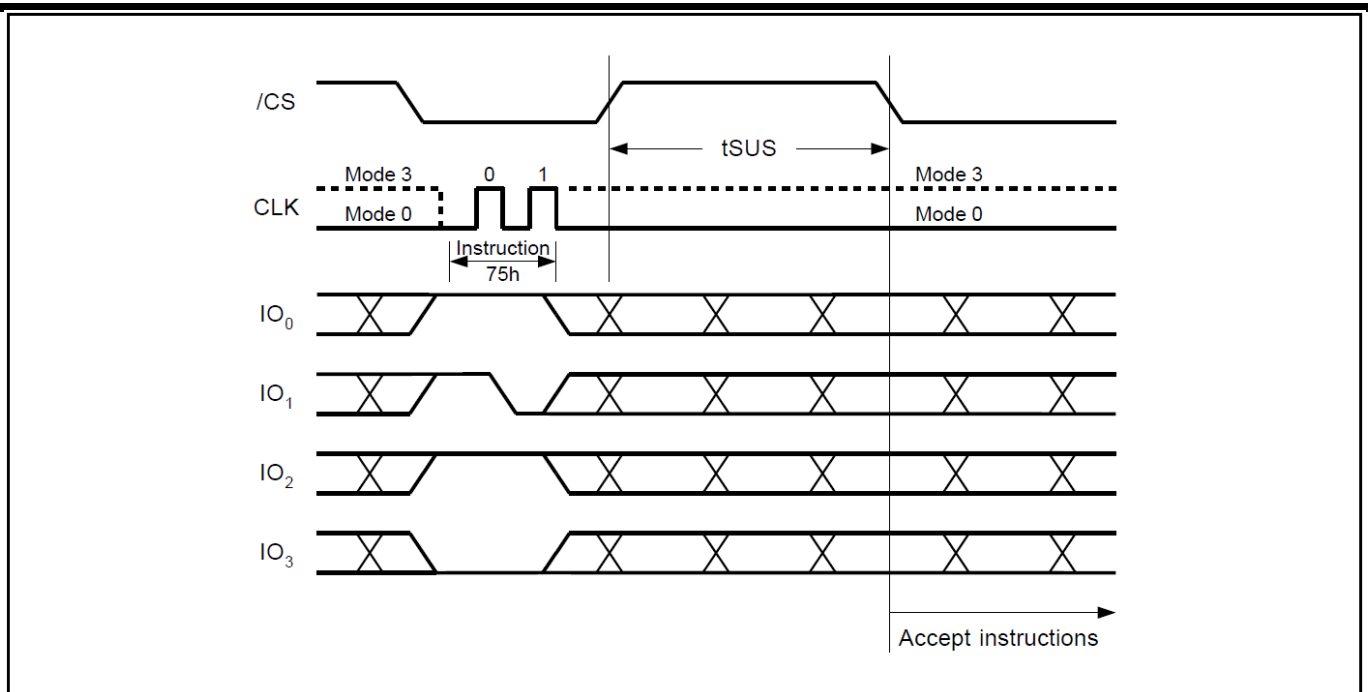 /CS
tSUS
Mode 3 0 1 Mode 3
CLK
Mode 0 Mode 0
Instruction
75h
IO0
IO1
IO2
IO3
Accept instructions